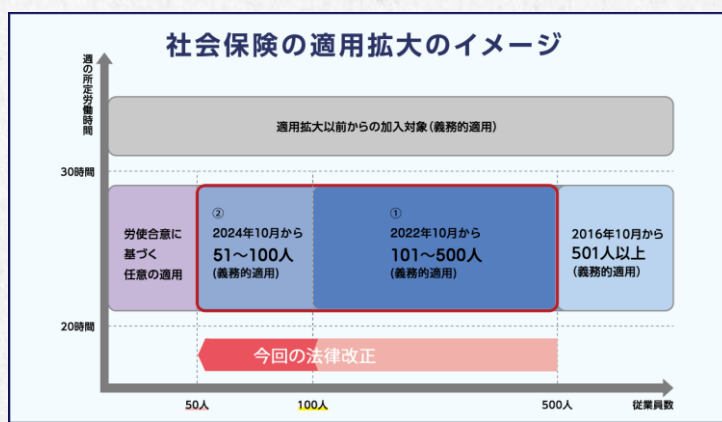 社会保険の適用拡大のイメージ
週の所定労働時間
適用拡大以前からの加入対象(義務的適用)
30時間
労使合意に
基づく
任意の適用
②
2024年10月から
51〜100人
(義務的適用)
①
2022年10月から
101〜500人
(義務的適用)
2016年10月から
501人以上
(義務的適用)
20時間
今回の法律改正
50人
100人
500人
従業員数